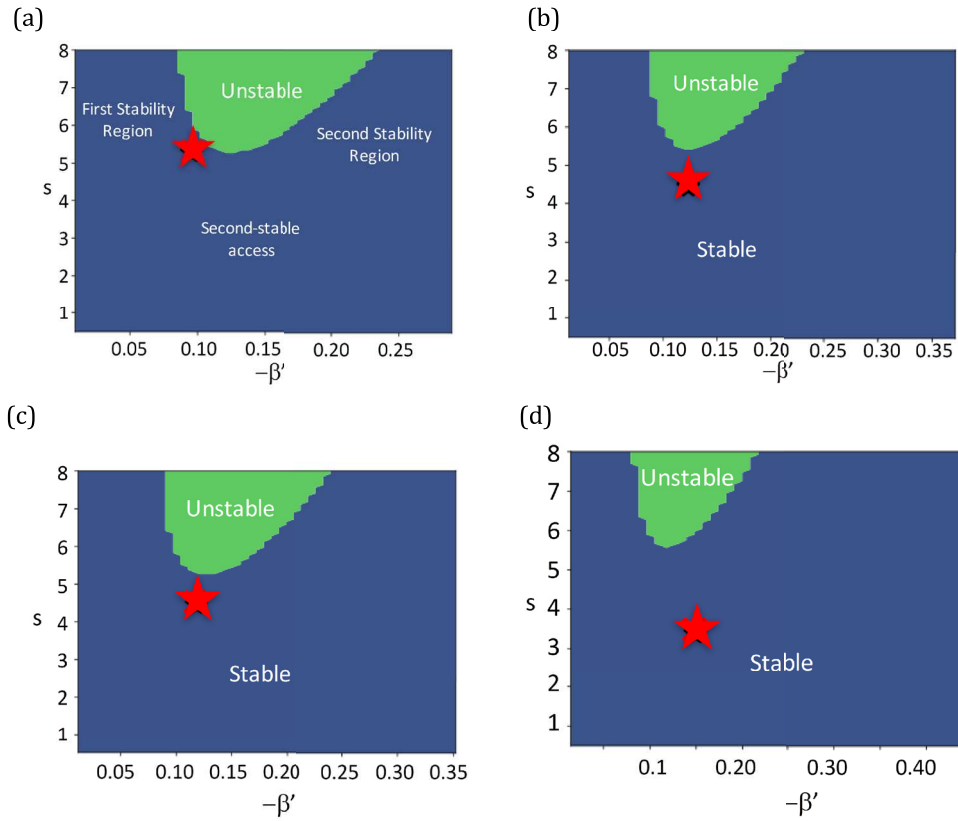 (a)
8
7
6
5
s
4
3
2
1
Unstable
First Stability
Region
Second Stability
Region
Second-stable
access
0.05 0.10 0.15 0.20 0.25
−β’
(b)
8
7
6
5
s
4
3
2
1
Unstable
Stable
0.05 0.10 0.15 0.20 0.25 0.30 0.35
−β’
(c)
8
7
6
5
s
4
3
2
1
Unstable
Stable
0.05 0.10 0.15 0.20 0.25 0.30 0.35
−β’
(d)
8
7
6
5
s
4
3
2
1
Unstable
Stable
0.1 0.20 0.30 0.40
−β’